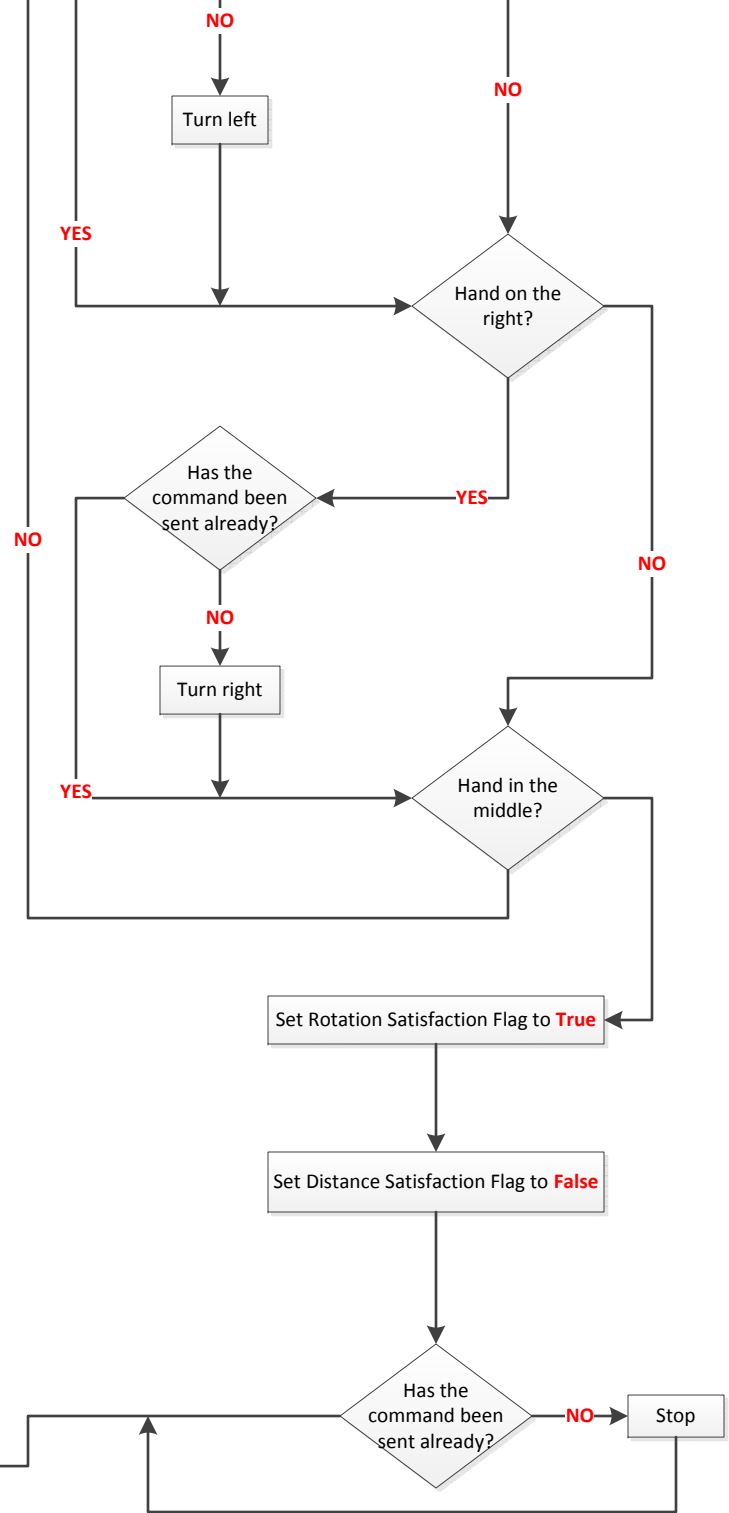 NO
NO
Turn left
YES
Hand on the
right?
Has the
command been
sent already?
YES
NO
NO
NO
Turn right
YES
Hand in the
middle?
Set Rotation Satisfaction Flag to True
Set Distance Satisfaction Flag to False
Has the
command been
sent already?
NO
Stop